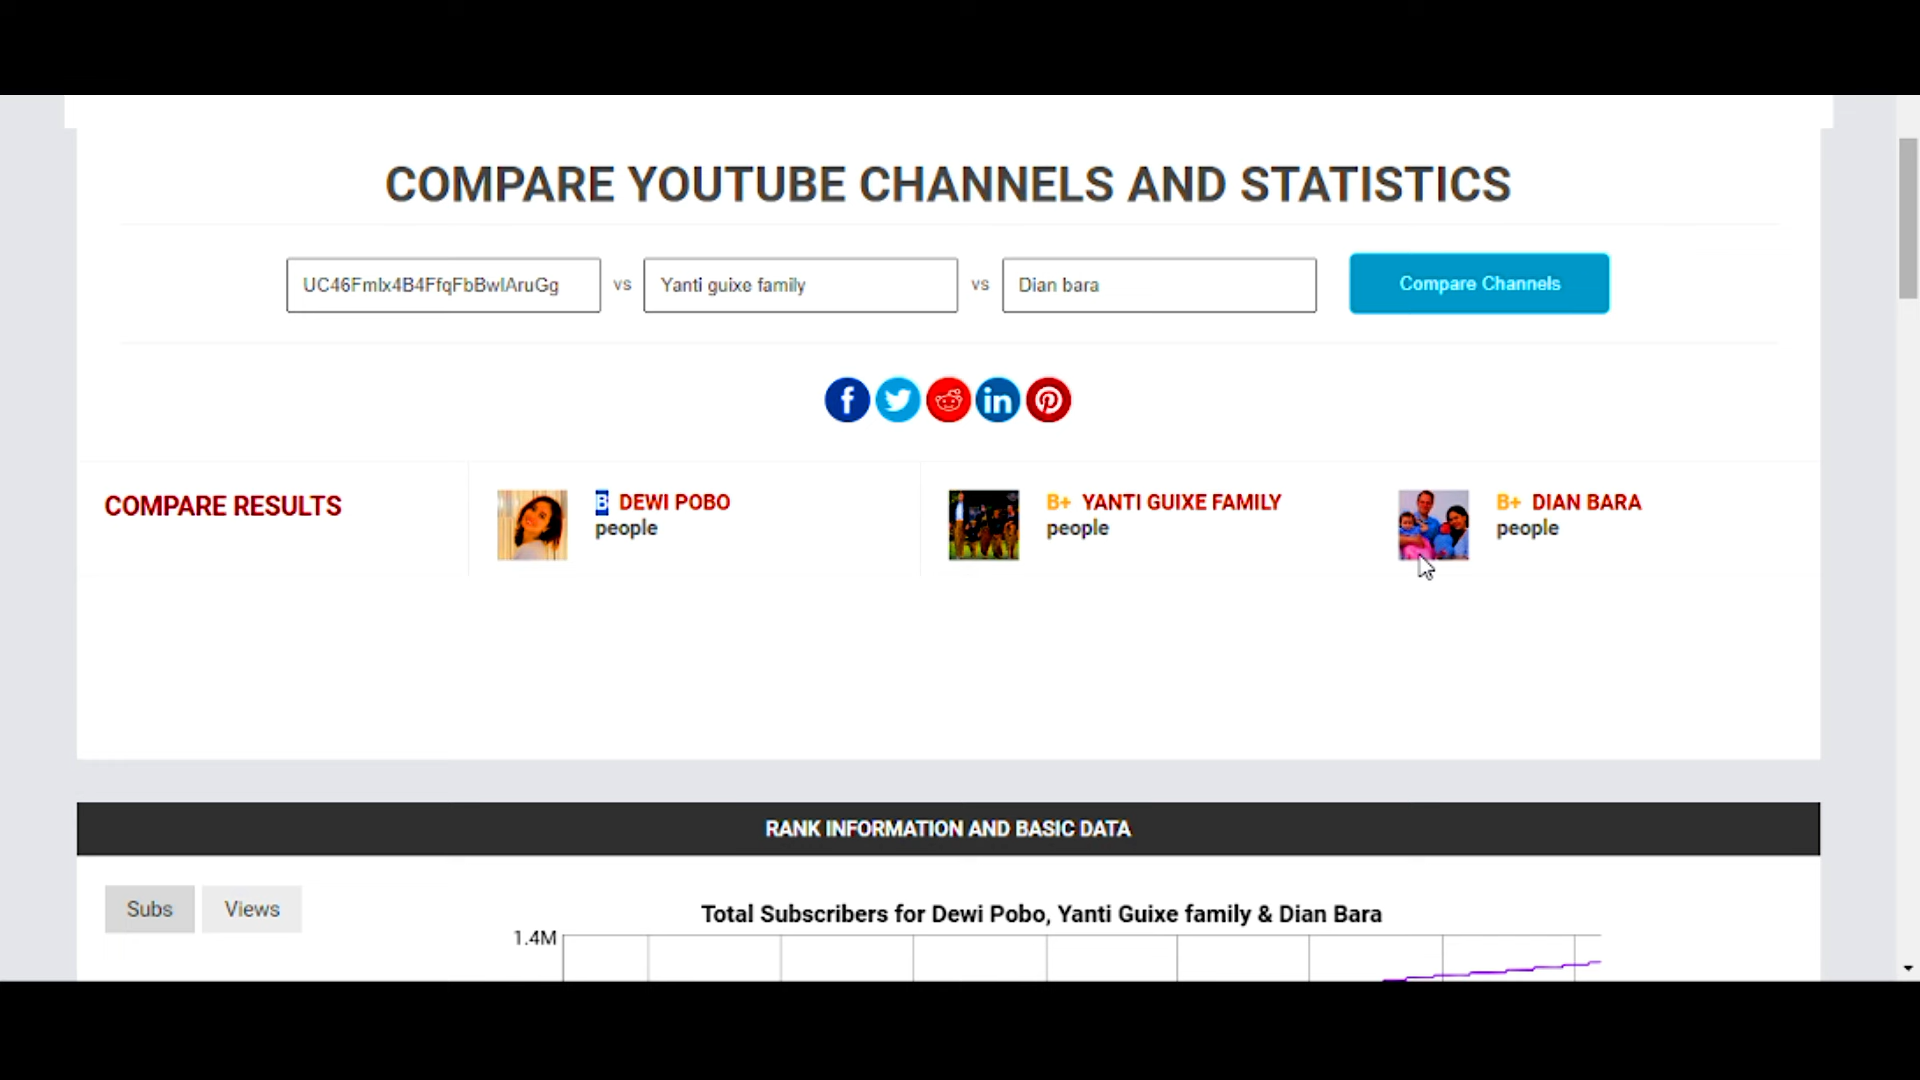 COMPARE YOUTUBE CHANNELS AND STATISTICS
UC46Fmlx4B4FfqFbBwlAruGg vs Yanti guixe family vs Dian bara Compare Channels
COMPARE RESULTS
B DEWI POBO
people
B+ YANTI GUIXE FAMILY
people
B+ DIAN BARA
people
RANK INFORMATION AND BASIC DATA
Subs Views
Total Subscribers for Dewi Pobo, Yanti Guixe family & Dian Bara
1.4M